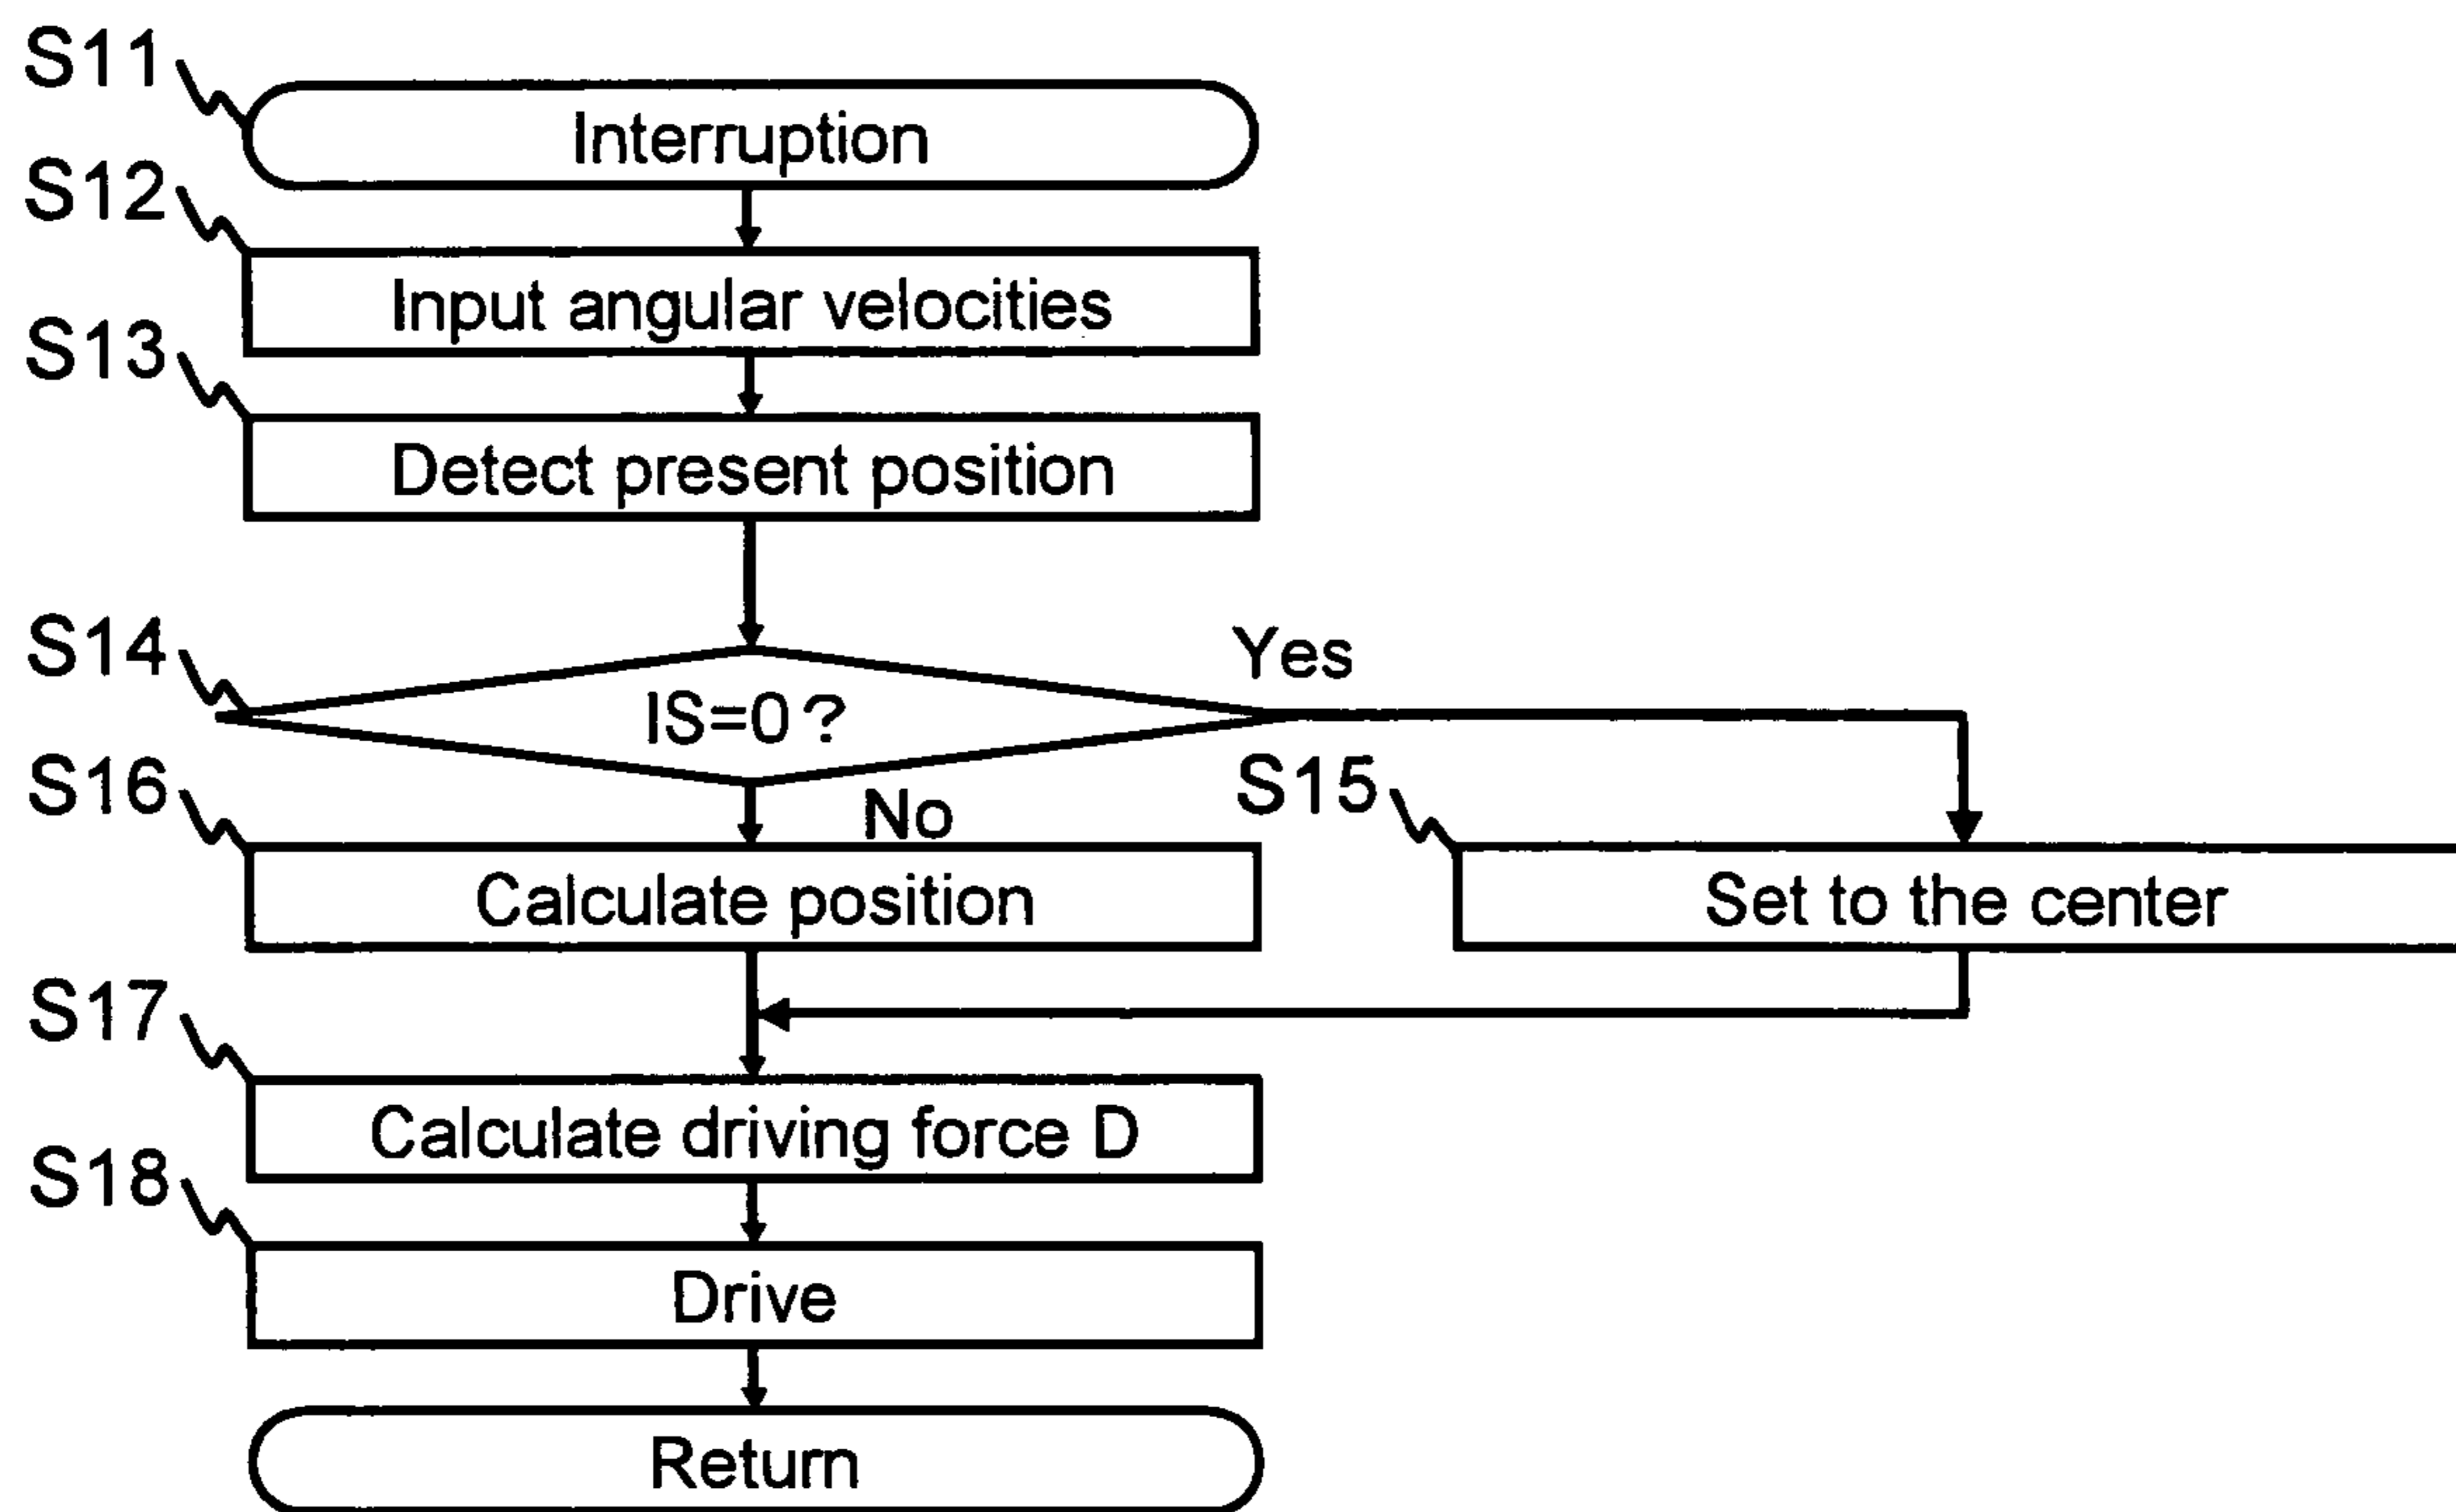 S11
Interruption
S12
Input angular velocities
S13
Detect present position
S14
IS=0?
Yes
No
S16
Calculate position
S15
Set to the center
S17
Calculate driving force D
S18
Drive
Return